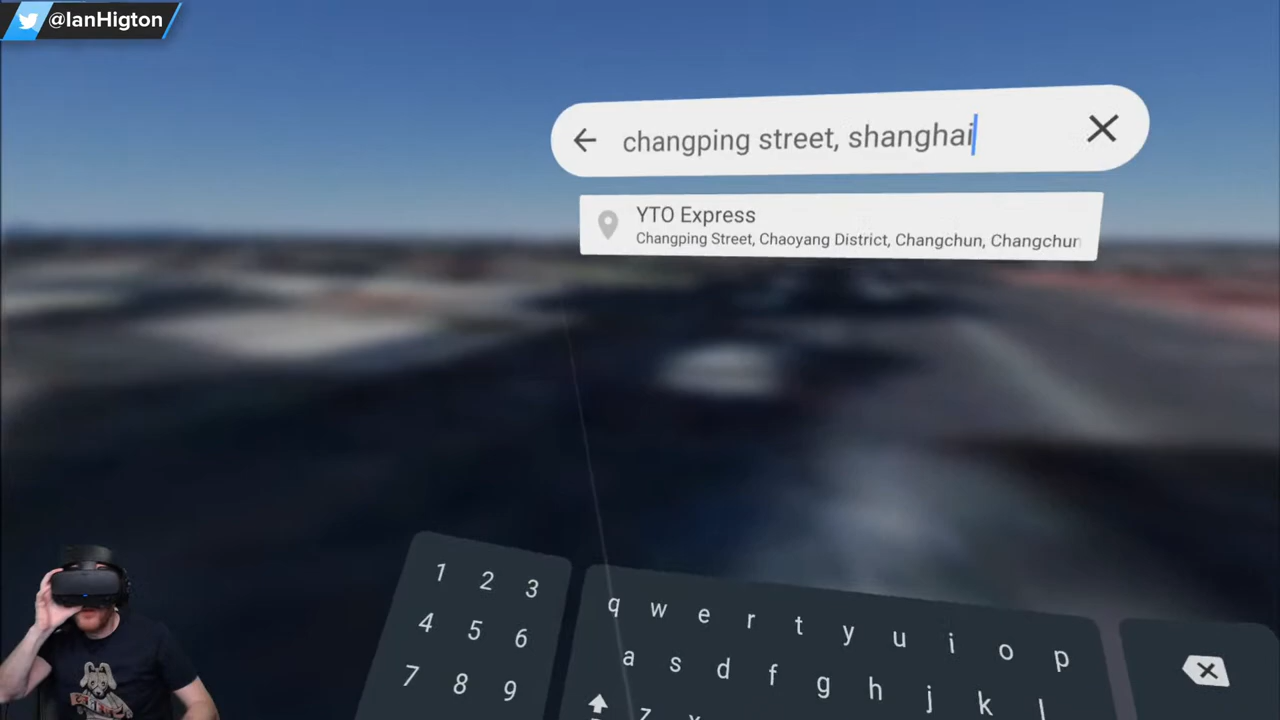 @IanHigton
changping street, shanghai
YTO Express
Changping Street, Chaoyang District, Changchun, Changchun
1 2 3
q w e r t y u i o p
4 5 6
a s d f g h j k l
7 8 9
z x